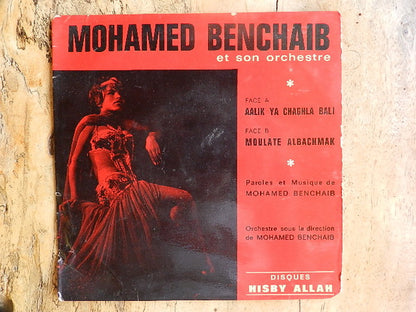 MOHAMED BENCHAIB
et son orchestre
FACE A
AALIK YA CHAGHLA BALI
FACE B
MOULATE ALBACHMAK
Paroles et Musique de
MOHAMED BENCHAIB
Orchestre sous la direction
de MOHAMED BENCHAIB
DISQUES
HISBY ALLAH